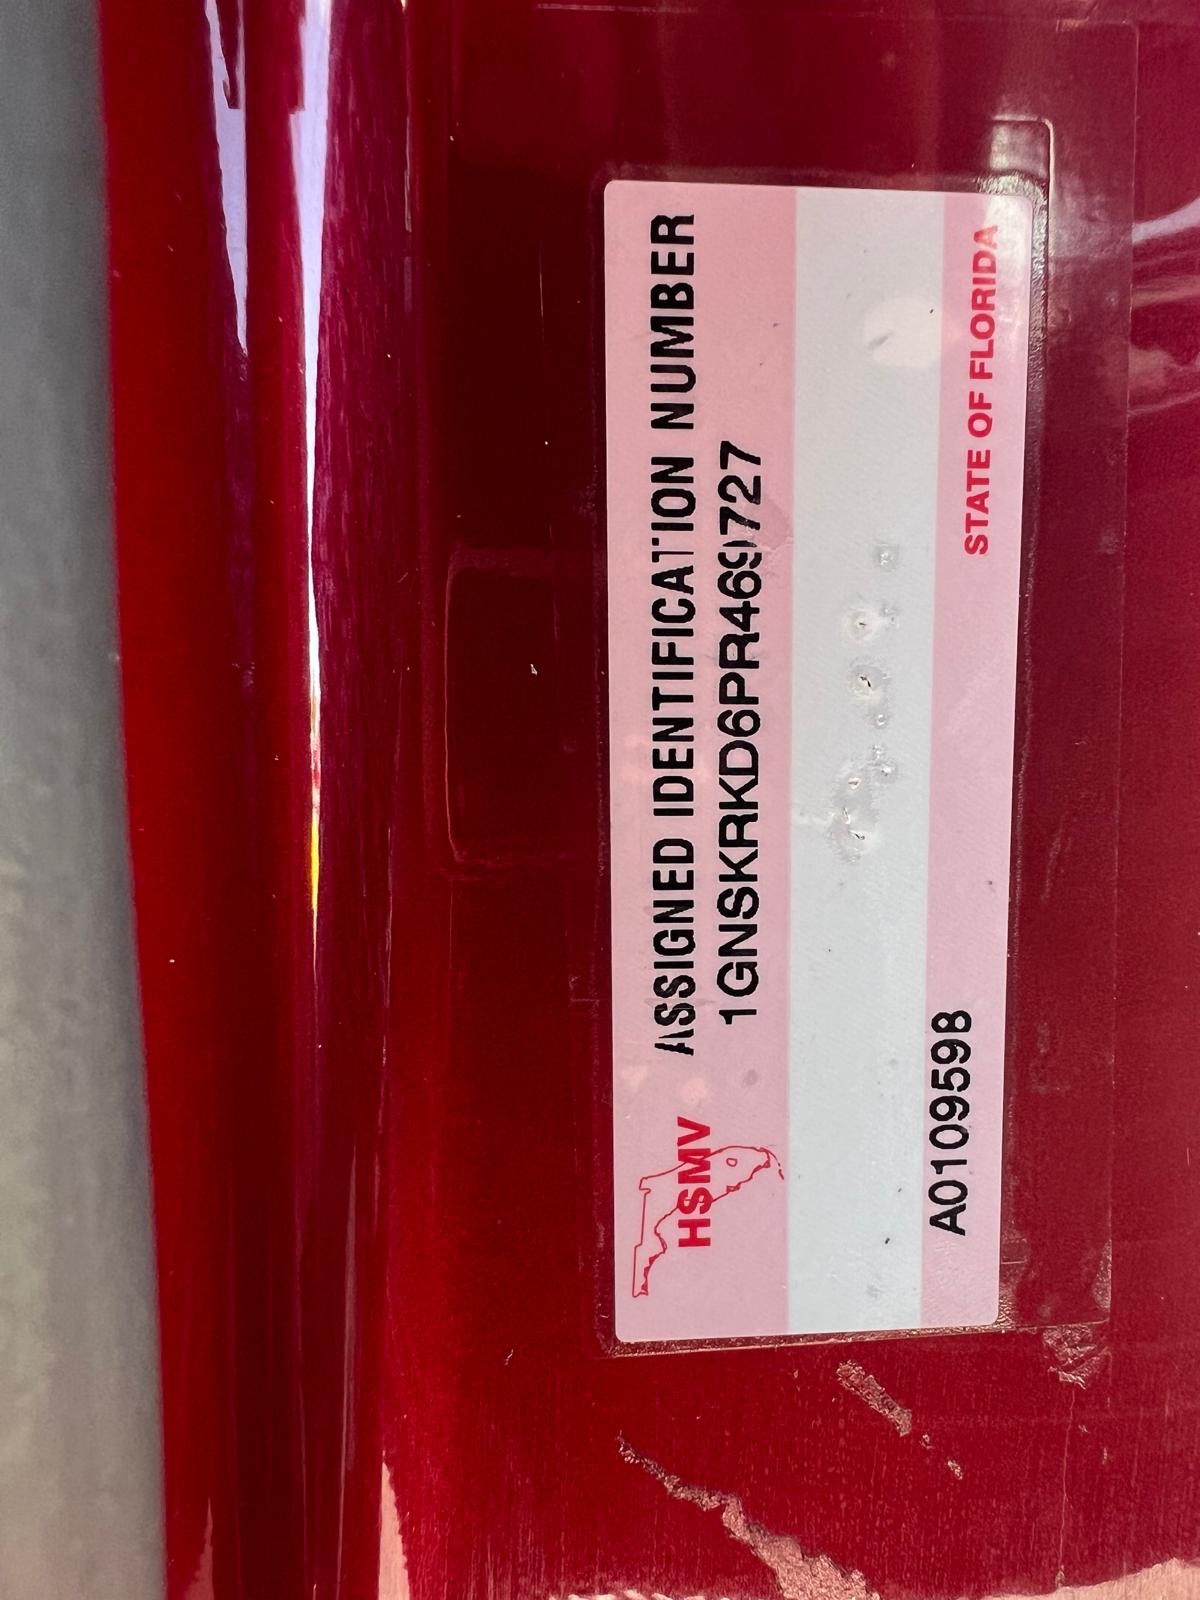 ASSIGNED IDENTIFICATION NUMBER
1GNSKRKD6PR469727
HSMV
A0109598
STATE OF FLORIDA